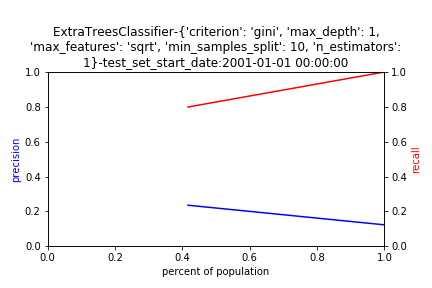 ExtraTreesClassifier-{'criterion': 'gini', 'max_depth': 1,
'max_features': 'sqrt', 'min_samples_split': 10, 'n_estimators':
1}-test_set_start_date:2001-01-01 00:00:00
1.0 1.0
0.8 0.8
precision
0.6 0.6
recall
0.4 0.4
0.2 0.2
0.0 0.0
0.0 0.2 0.4 0.6 0.8 1.0
percent of population